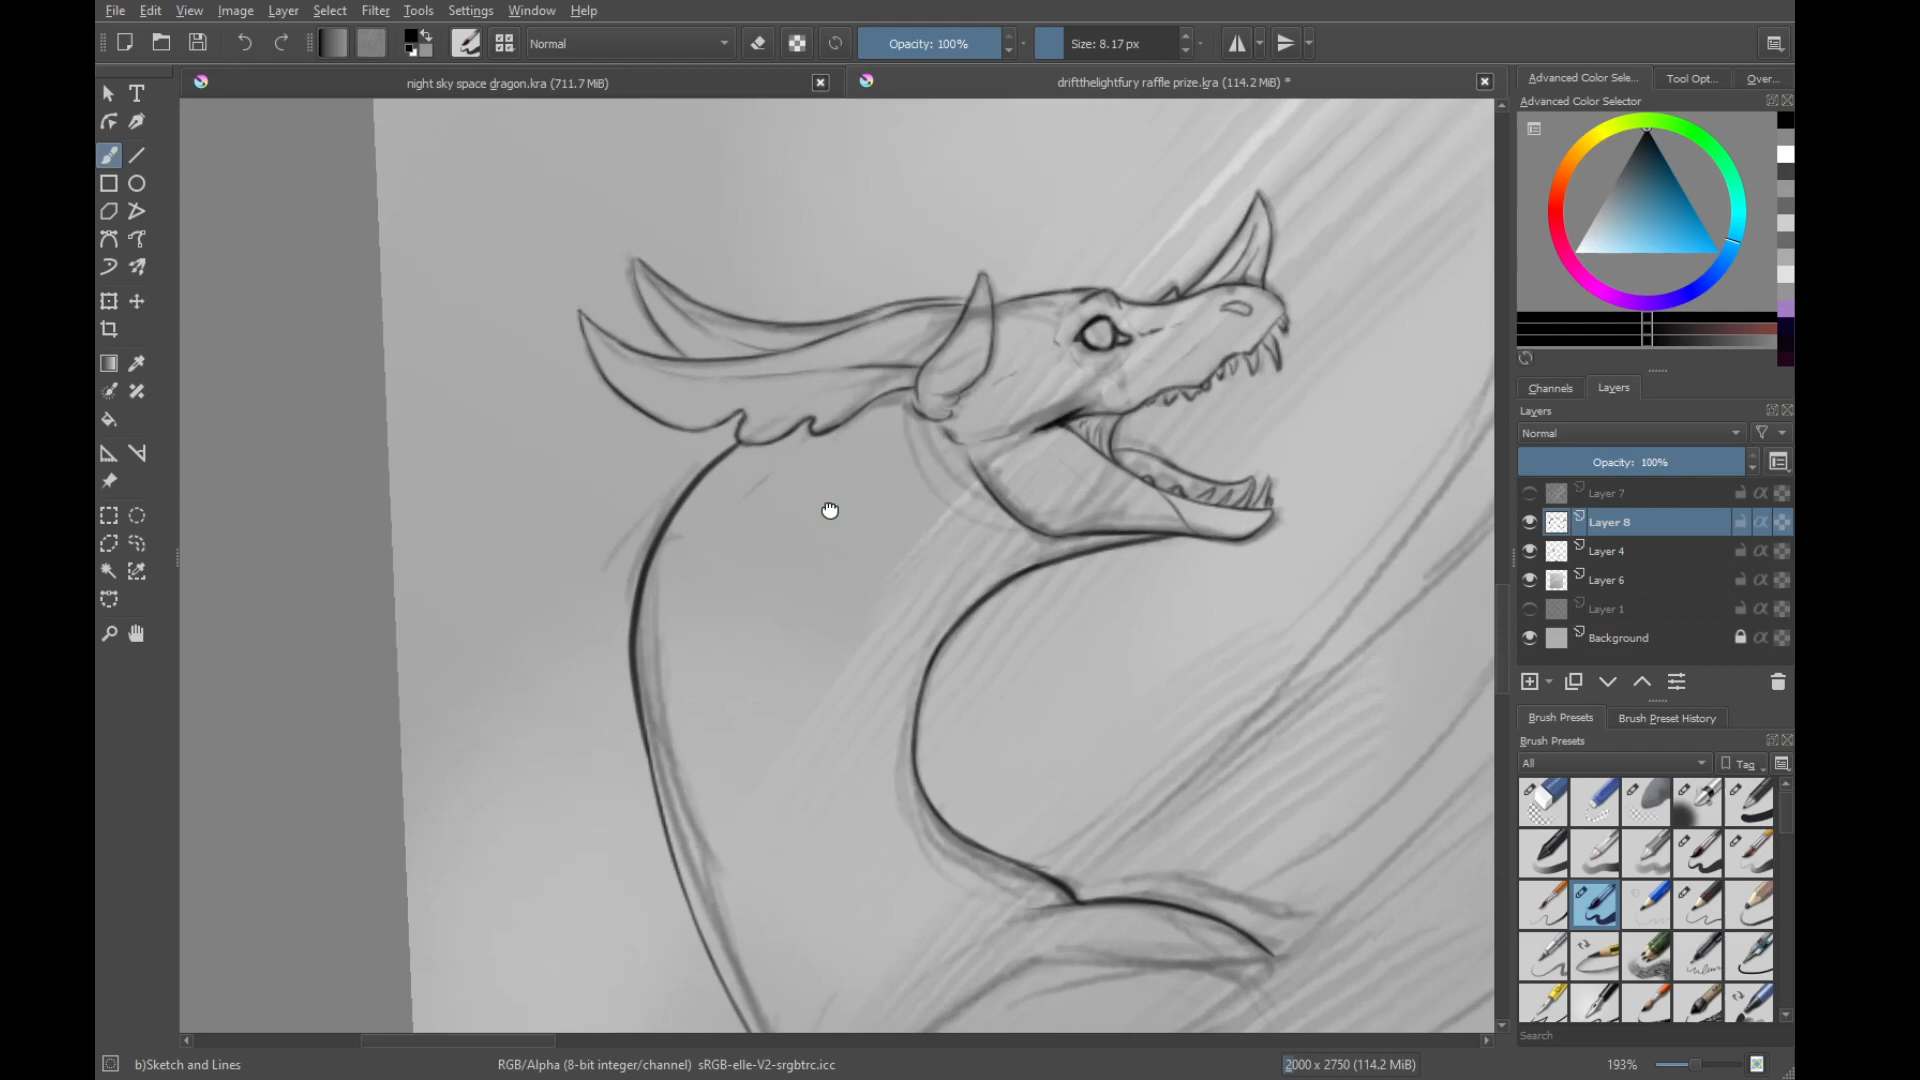 File Edit View Image Layer Select Filter Tools Settings Window Help
Normal Opacity: 100% Size: 8.17 px
night sky space dragon.kra (711.7 MiB)
driftthelightfury raffle prize.kra (114.2 MiB) *
Advanced Color Sele... Tool Opt... Over...
Advanced Color Selector
Channels Layers
Layers
Normal
Opacity: 100%
Layer 7
Layer 8
Layer 4
Layer 6
Layer 1
Background
Brush Presets Brush Preset History
Brush Presets
All Tag
Search
b)Sketch and Lines RGB/Alpha (8-bit integer/channel) sRGB-elle-V2-srgbtrc.icc 2000 x 2750 (114.2 MiB) 193%